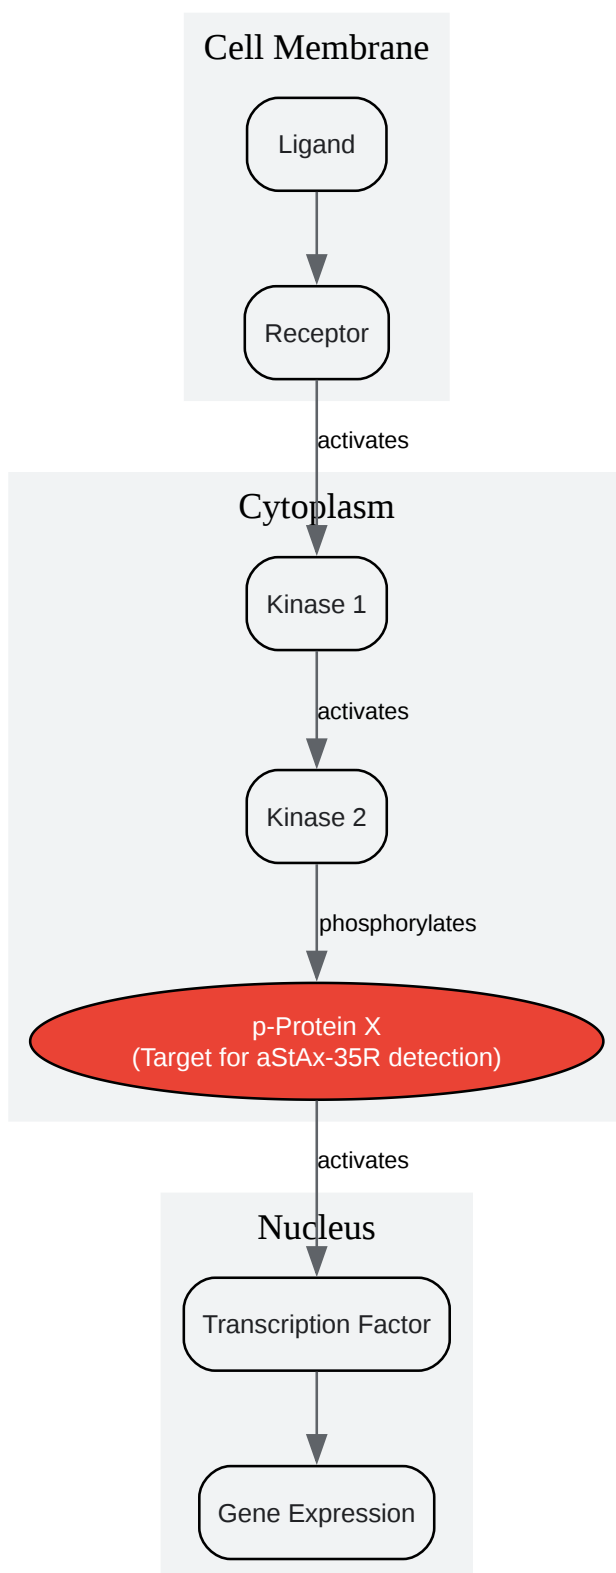 Cell Membrane
Ligand
Receptor
activates
Cytoplasm
Kinase 1
activates
Kinase 2
phosphorylates
p-Protein X
(Target for aStAx-35R detection)
activates
Nucleus
Transcription Factor
Gene Expression